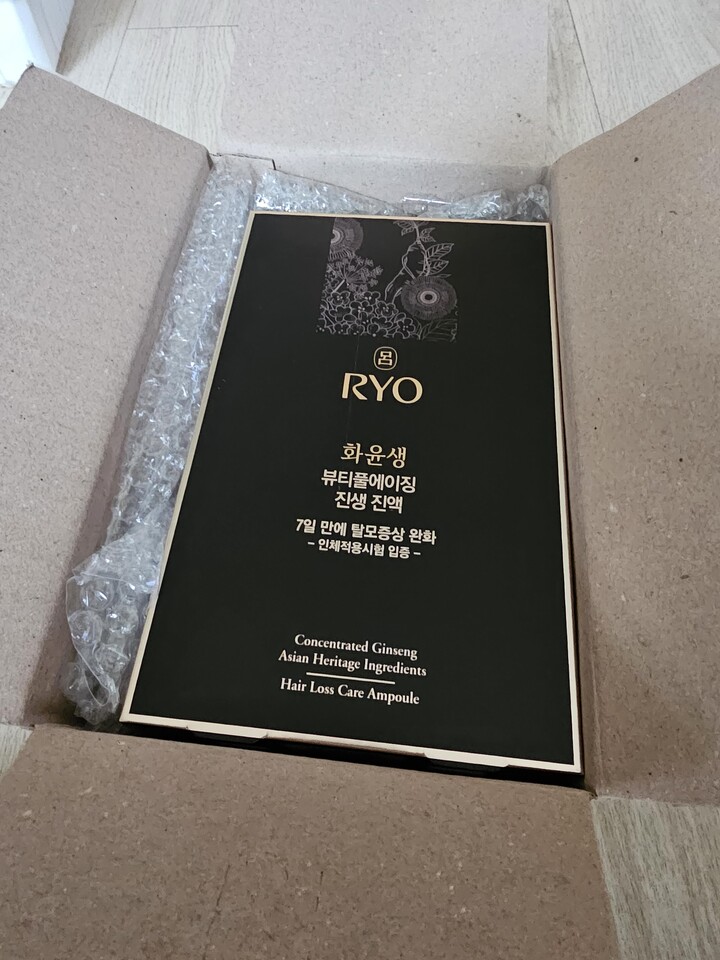 呂
RYO
화윤생
뷰티풀에이징
진생 진액
7일 만에 탈모증상 완화
- 인체적용시험 입증 -
Concentrated Ginseng
Asian Heritage Ingredients
Hair Loss Care Ampoule